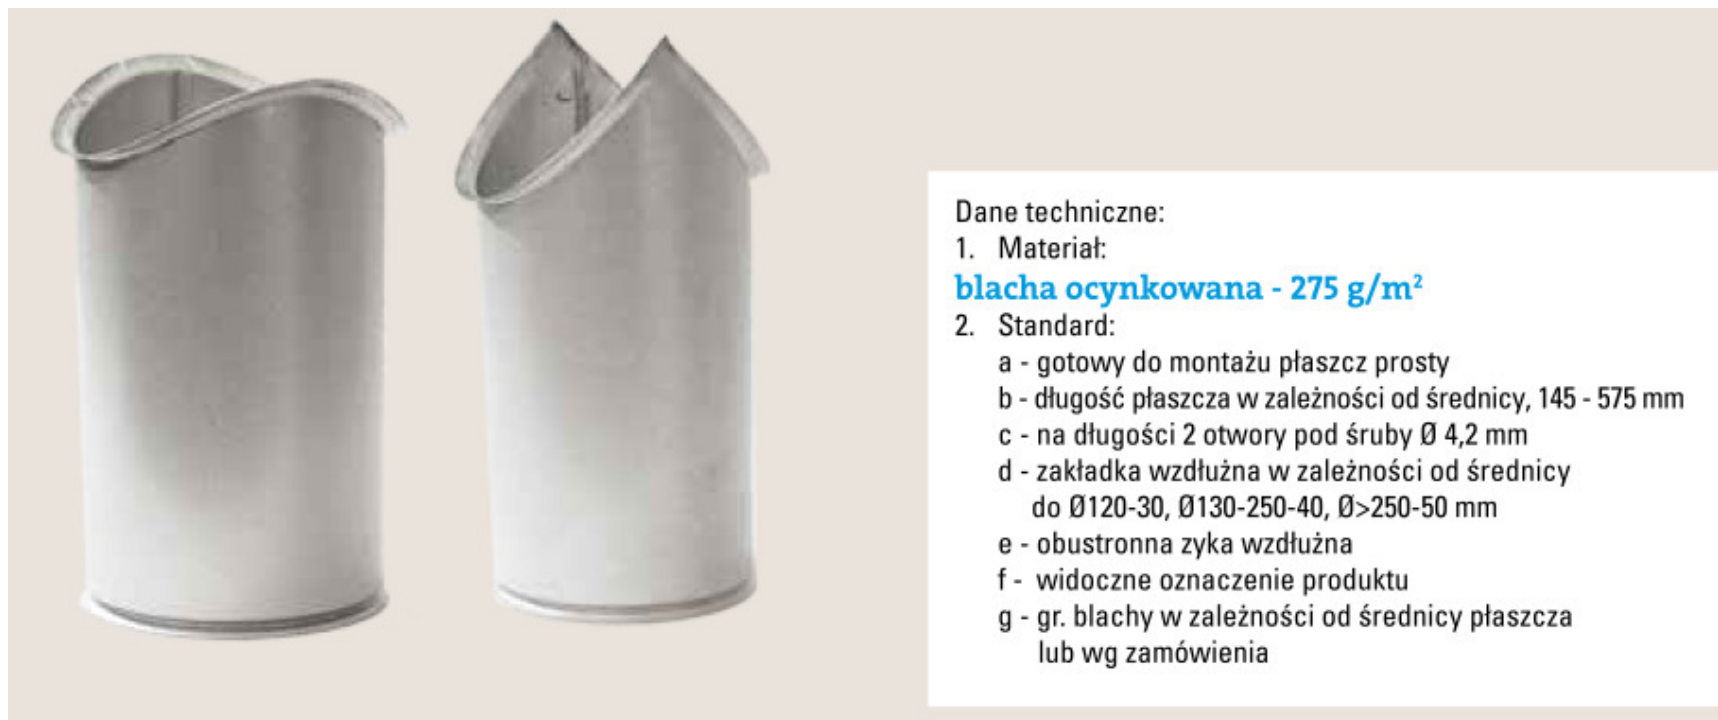 Dane techniczne:
1. Materiał:
blacha ocynkowana - 275 g/m²
2. Standard:
a - gotowy do montażu płaszcz prosty
b - długość płaszcza w zależności od średnicy, 145 - 575 mm
c - na długości 2 otwory pod śruby Ø 4,2 mm
d - zakładka wzdłużna w zależności od średnicy
do Ø120-30, Ø130-250-40, Ø>250-50 mm
e - obustronna zyka wzdłużna
f - widoczne oznaczenie produktu
g - gr. blachy w zależności od średnicy płaszcza
lub wg zamówienia